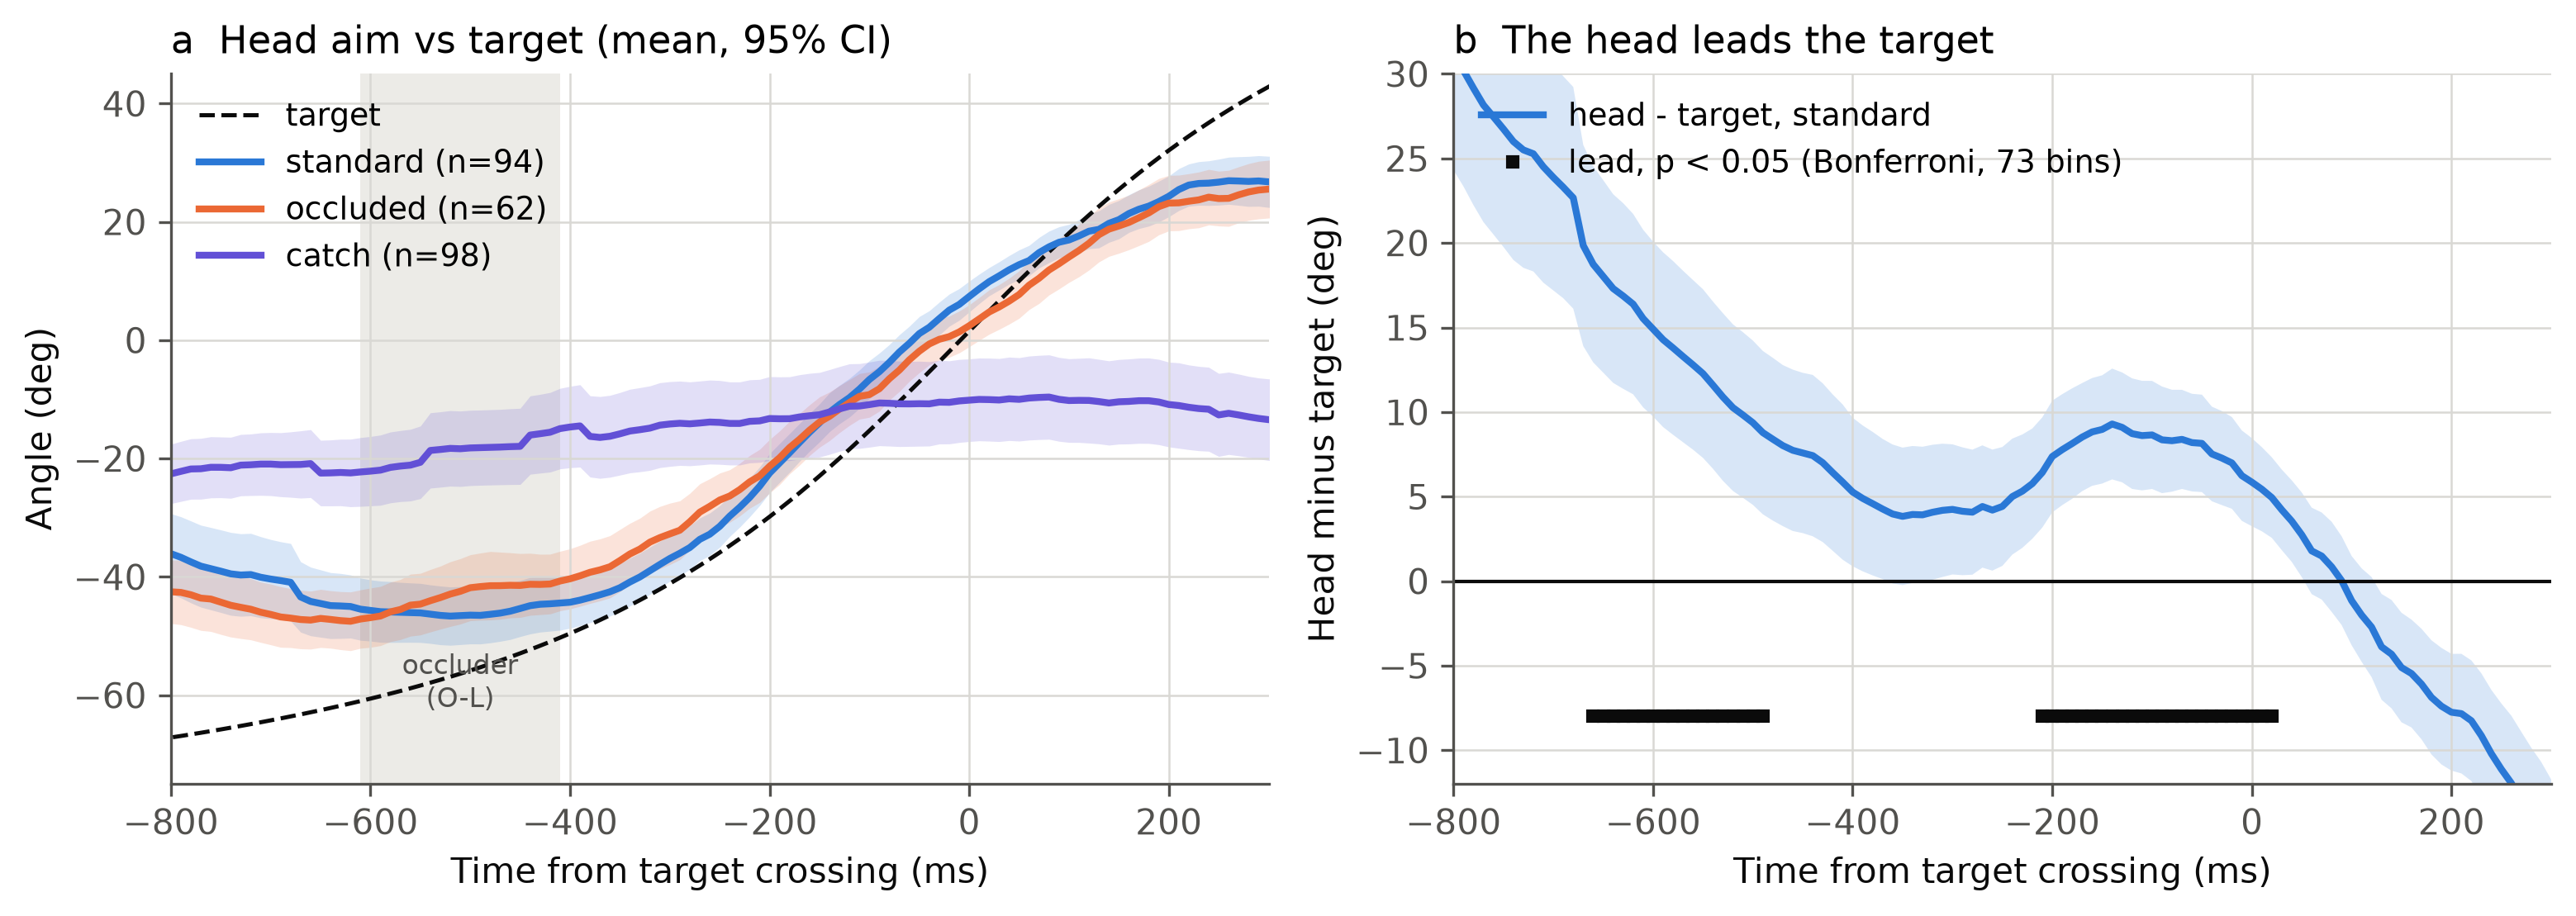 a Head aim vs target (mean, 95% CI)
target
standard (n=94)
occluded (n=62)
catch (n=98)
occluder
(O-L)
40
20
0
−20
−40
−60
Angle (deg)
−800 −600 −400 −200 0 200
Time from target crossing (ms)
b The head leads the target
head - target, standard
lead, p < 0.05 (Bonferroni, 73 bins)
30
25
20
15
10
5
0
−5
−10
Head minus target (deg)
−800 −600 −400 −200 0 200
Time from target crossing (ms)